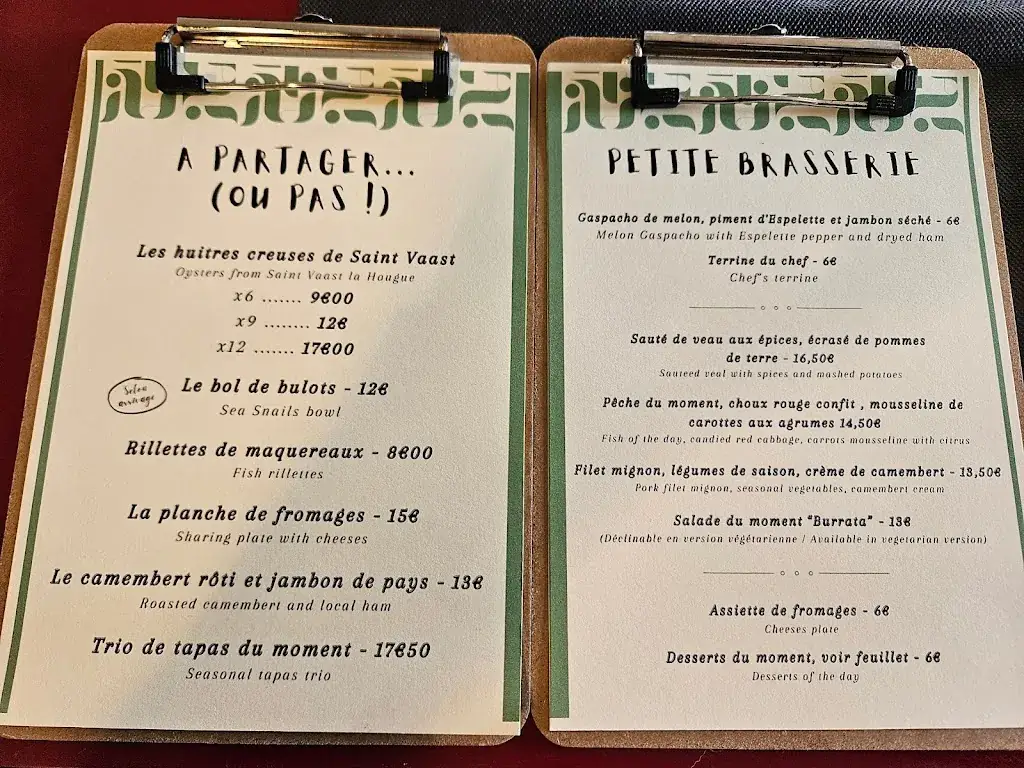 A PARTAGER...
(OU PAS !)
Les huitres creuses de Saint Vaast
Oysters from Saint Vaast la Hougue
x6 ....... 9€00
x9 ........ 12€
x12 ....... 17€00
Selon
arrivage
Le bol de bulots - 12€
Sea Snails bowl
Rillettes de maquereaux - 8€00
Fish rillettes
La planche de fromages - 15€
Sharing plate with cheeses
Le camembert rôti et jambon de pays - 13€
Roasted camembert and local ham
Trio de tapas du moment - 17€50
Seasonal tapas trio
PETITE BRASSERIE
Gaspacho de melon, piment d'Espelette et jambon séché - 6€
Melon Gaspacho with Espelette pepper and dryed ham
Terrine du chef - 6€
Chef's terrine
Sauté de veau aux épices, écrasé de pommes
de terre - 16,50€
Sauteed veal with spices and mashed potatoes
Pêche du moment, choux rouge confit , mousseline de
carottes aux agrumes 14,50€
Fish of the day, candied red cabbage, carrots mousseline with citrus
Filet mignon, légumes de saison, crème de camembert - 13,50€
Pork filet mignon, seasonal vegetables, camembert cream
Salade du moment "Burrata" - 13€
(Déclinable en version végétarienne / Available in vegetarian version)
Assiette de fromages - 6€
Cheeses plate
Desserts du moment, voir feuillet - 6€
Desserts of the day